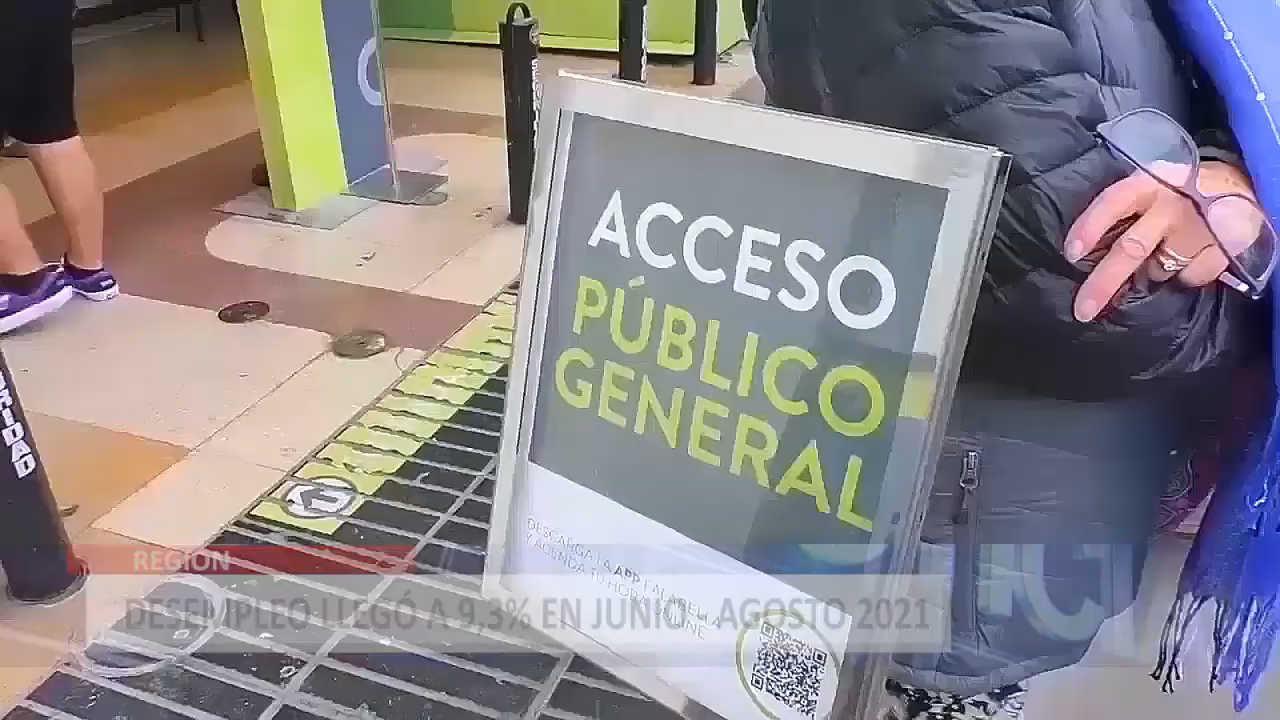 ACCESO
PÚBLICO
GENERAL
DESCARGA LA APP FALABELLA
Y AGENDA TU HORA ONLINE
RIDAD
REGIÓN
DESEMPLEO LLEGÓ A 9,3% EN JUNIO - AGOSTO 2021